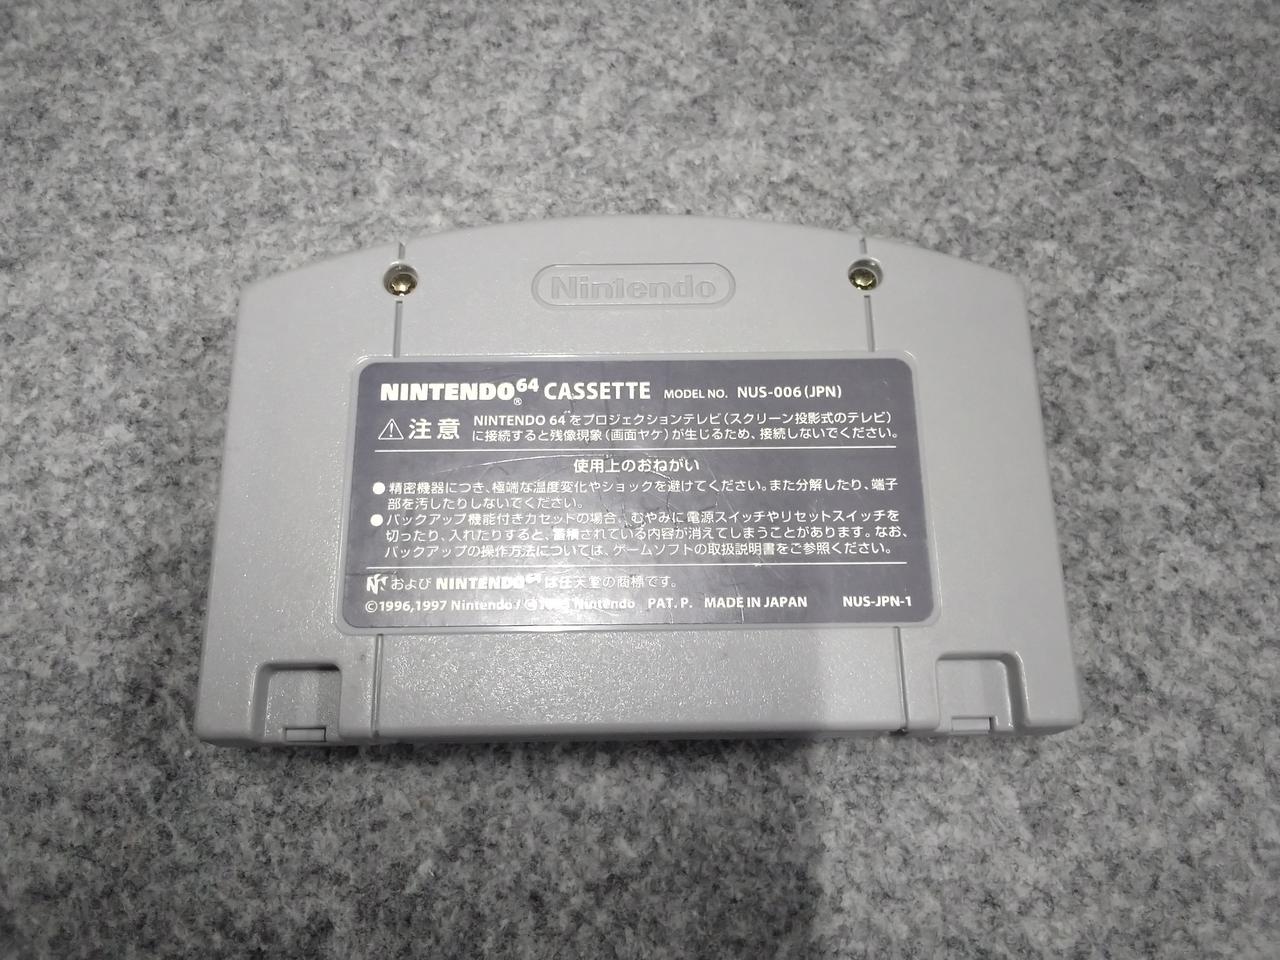 Nintendo
NINTENDO64® CASSETTE MODEL NO. NUS-006(JPN)
注意 NINTENDO 64をプロジェクションテレビ(スクリーン投影式のテレビ)
に接続すると残像現象(画面ヤケ)が生じるため、接続しないでください。
使用上のおねがい
●精密機器につき、極端な温度変化やショックを避けてください。また分解したり、端子
部を汚したりしないでください。
●バックアップ機能付きカセットの場合、むやみに電源スイッチやリセットスイッチを
切ったり、入れたりすると、蓄積されている内容が消えてしまうことがあります。なお、
バックアップの操作方法については、ゲームソフトの取扱説明書をご参照ください。
および NINTENDO64は任天堂の商標です。
©1996,1997 Nintendo / Nintendo PAT. P. MADE IN JAPAN NUS-JPN-1